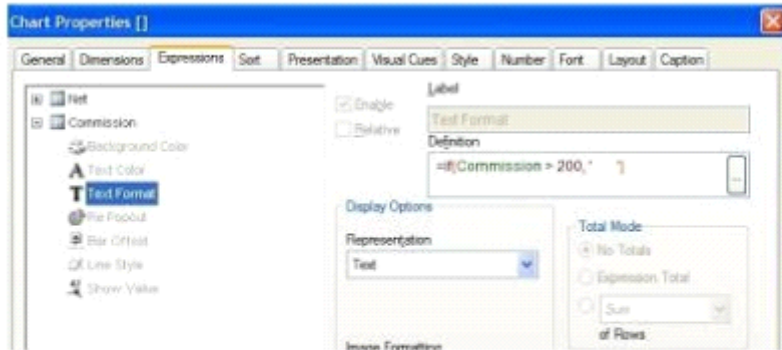 Chart Properties []
General Dimensions Expressions Sort Presentation Visual Cues Style Number Font Layout Caption
Net
Commission
Background Color
Text Color
Text Format
Pie Popout
Bar Offset
Line Style
Show Value
Enable
Relative
Label
Text Format
Definition
=if(Commission > 200,'      ')
...
Display Options
Representation
Text
Image Formatting
Total Mode
No Totals
Expression Total
Sum
of Rows